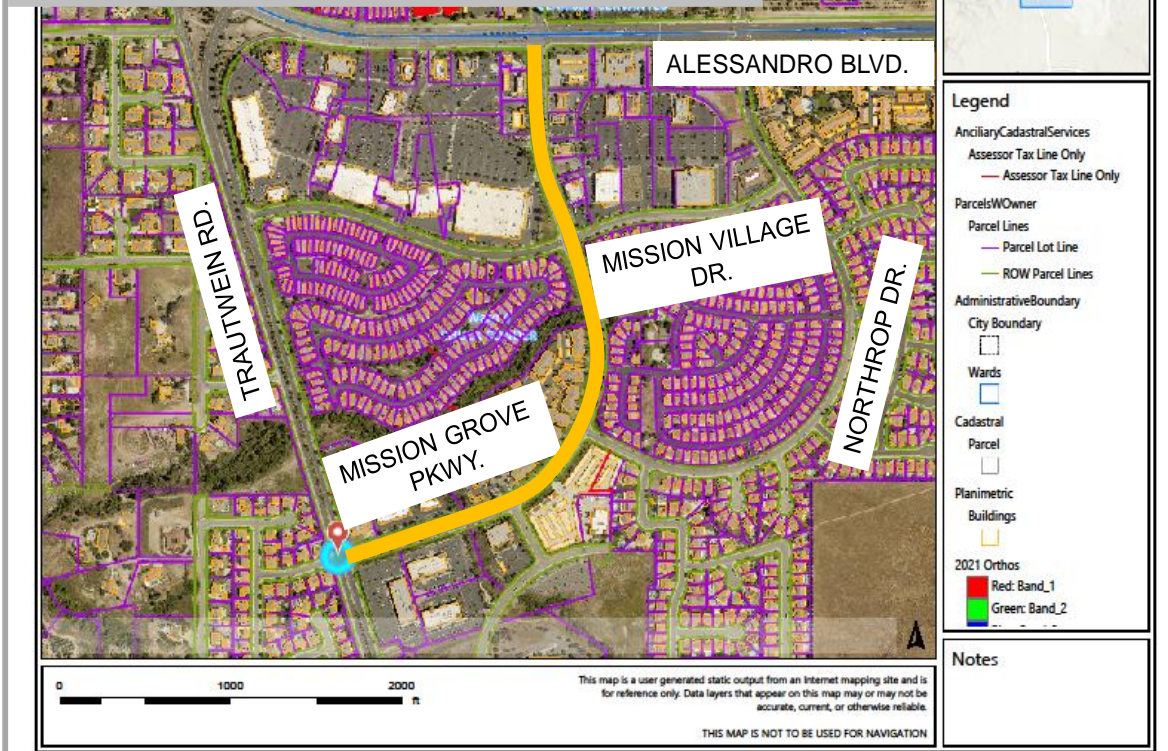 ALESSANDRO BLVD.
TRAUTWEIN RD.
MISSION VILLAGE
DR.
NORTHROP DR.
MISSION GROVE
PKWY.
Legend
AncillaryCadastralServices
Assessor Tax Line Only
Assessor Tax Line Only
ParcelsWOwner
Parcel Lines
Parcel Lot Line
ROW Parcel Lines
AdministrativeBoundary
City Boundary
Wards
Cadastral
Parcel
Planimetric
Buildings
2021 Orthos
Red: Band_1
Green: Band_2
Notes
0 1000 2000
ft
This map is a user generated static output from an Internet mapping site and is
for reference only. Data layers that appear on this map may or may not be
accurate, current, or otherwise reliable.
THIS MAP IS NOT TO BE USED FOR NAVIGATION